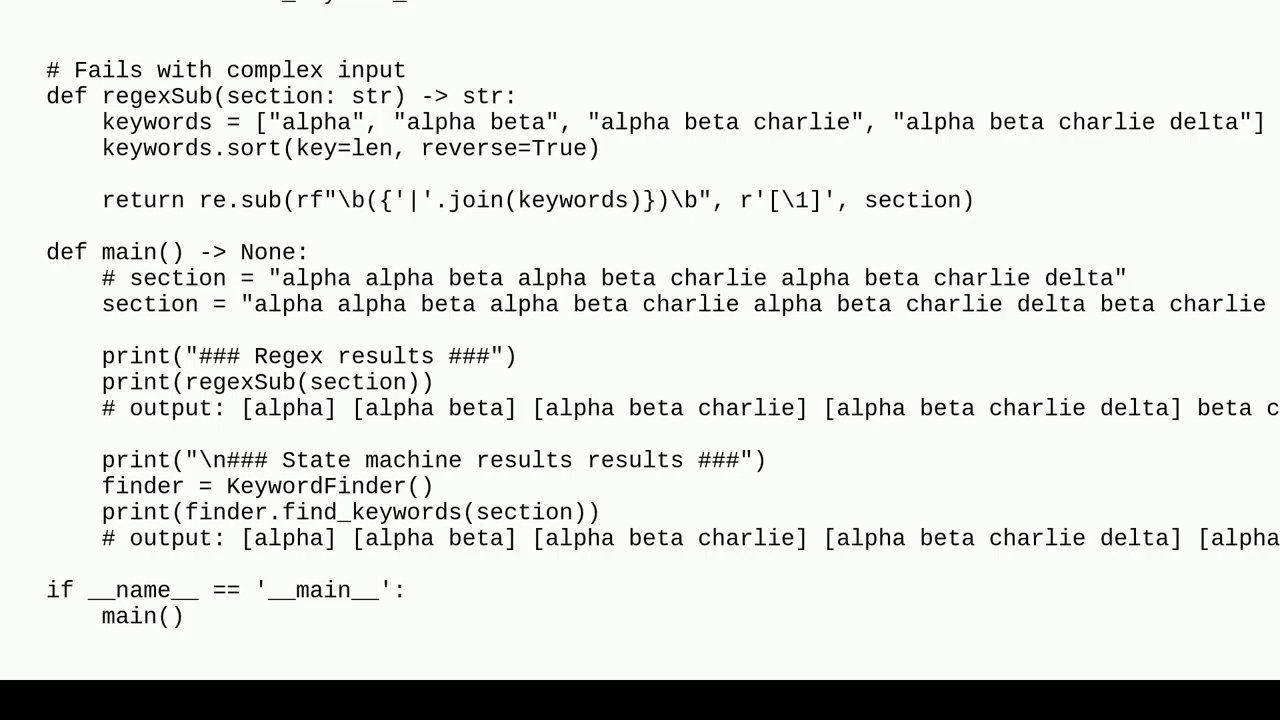 # Fails with complex input
def regexSub(section: str) -> str:
    keywords = ["alpha", "alpha beta", "alpha beta charlie", "alpha beta charlie delta"]
    keywords.sort(key=len, reverse=True)
    return re.sub(rf"\b({'|'.join(keywords)})\b", r'[\1]', section)
def main() -> None:
    # section = "alpha alpha beta alpha beta charlie alpha beta charlie delta"
    section = "alpha alpha beta alpha beta charlie alpha beta charlie delta beta charlie
    print("### Regex results ###")
    print(regexSub(section))
    # output: [alpha] [alpha beta] [alpha beta charlie] [alpha beta charlie delta] beta c
    print("\n### State machine results results ###")
    finder = KeywordFinder()
    print(finder.find_keywords(section))
    # output: [alpha] [alpha beta] [alpha beta charlie] [alpha beta charlie delta] [alpha
if __name__ == '__main__':
    main()